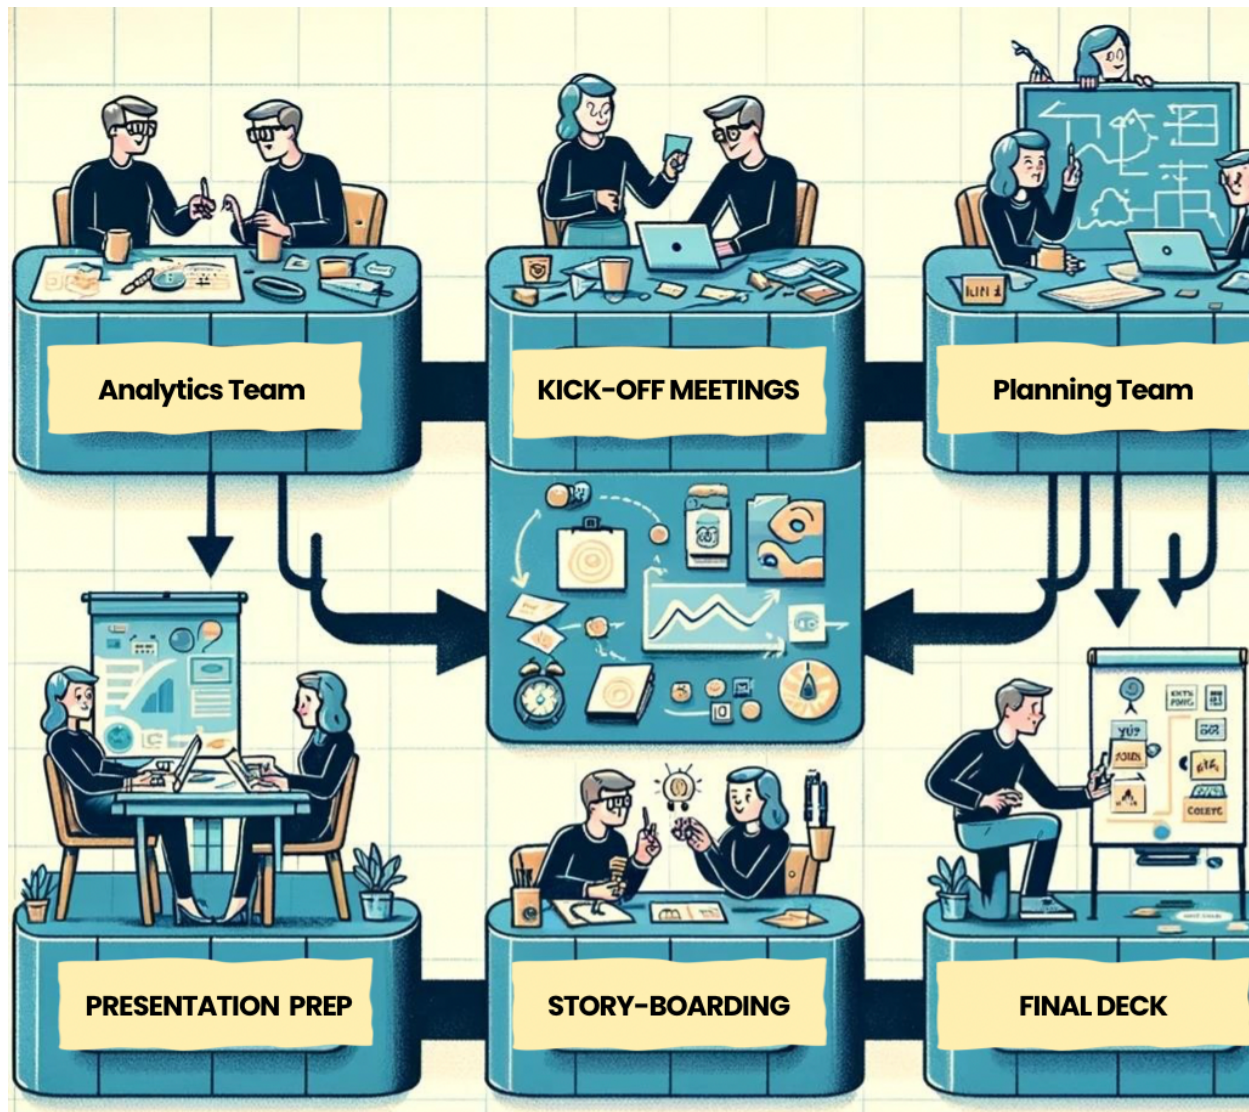 Analytics Team
KICK-OFF MEETINGS
Planning Team
PRESENTATION PREP
STORY-BOARDING
FINAL DECK